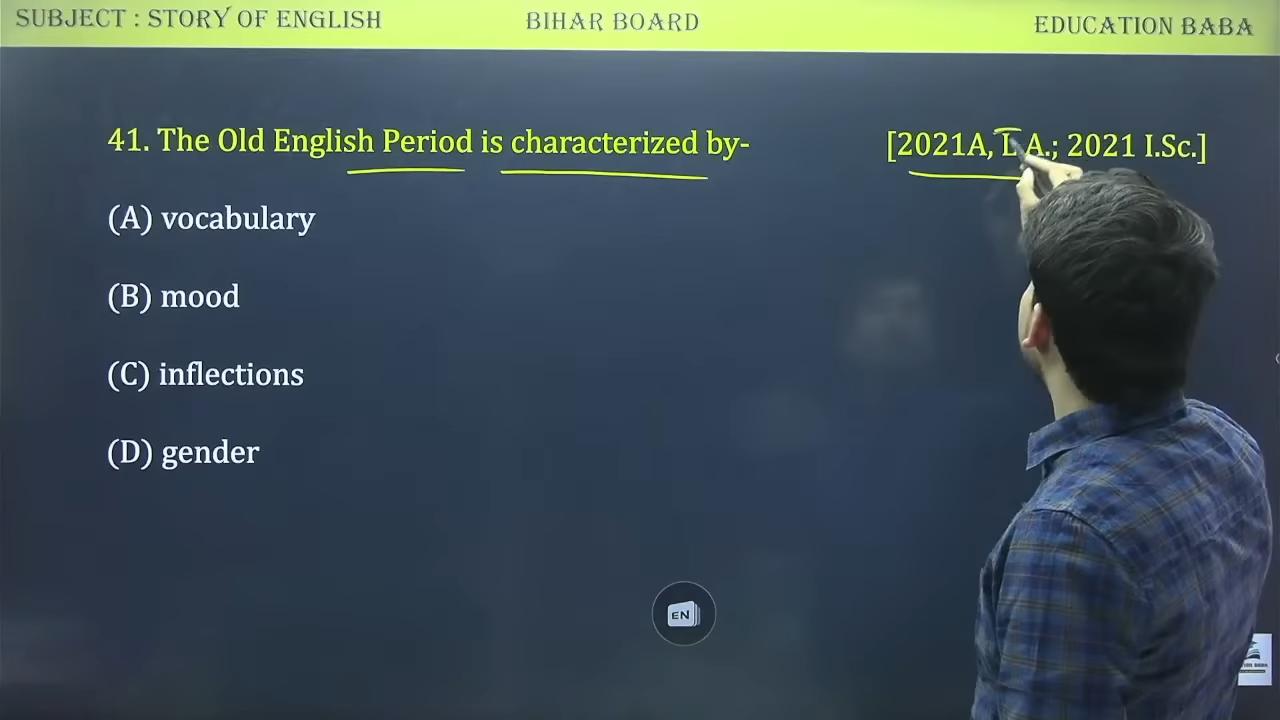 SUBJECT : STORY OF ENGLISH BIHAR BOARD EDUCATION BABA
41. The Old English Period is characterized by- [2021A, I.A.; 2021 I.Sc.]
(A) vocabulary
(B) mood
(C) inflections
(D) gender
EN